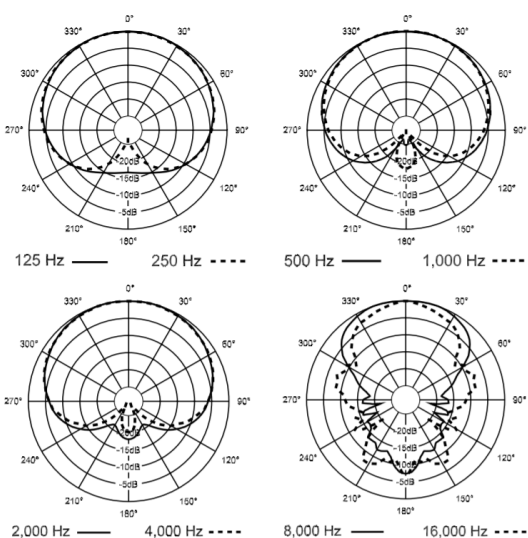 0° 0°
330° 30° 330° 30°
300° 60° 300° 60°
270° 90° 270° 90°
-20dB -20dB
-15dB -15dB
240° -10dB 120° 240° -10dB 120°
-5dB -5dB
210° 150° 210° 150°
180° 180°
125 Hz 250 Hz 500 Hz 1,000 Hz
0° 0°
330° 30° 330° 30°
300° 60° 300° 60°
270° 90° 270° 90°
-20dB -20dB
-15dB -15dB
240° -10dB 120° 240° -10dB 120°
-5dB -5dB
210° 150° 210° 150°
180° 180°
2,000 Hz 4,000 Hz 8,000 Hz 16,000 Hz